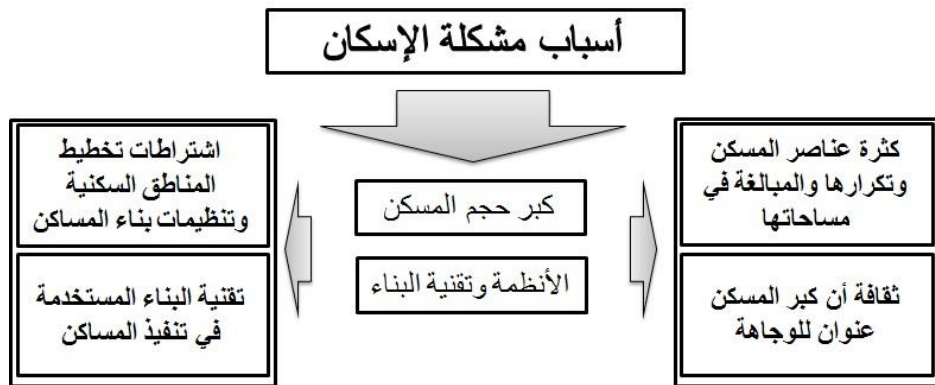 أسباب مشكلة الإسكان
كثرة عناصر المسكن
وتكرارها والمبالغة في
مساحاتها
ثقافة أن كبر المسكن
عنوان للوجاهة
كبر حجم المسكن
الأنظمة وتقنية البناء
اشتراطات تخطيط
المناطق السكنية
وتنظيمات بناء المساكن
تقنية البناء المستخدمة
في تنفيذ المساكن